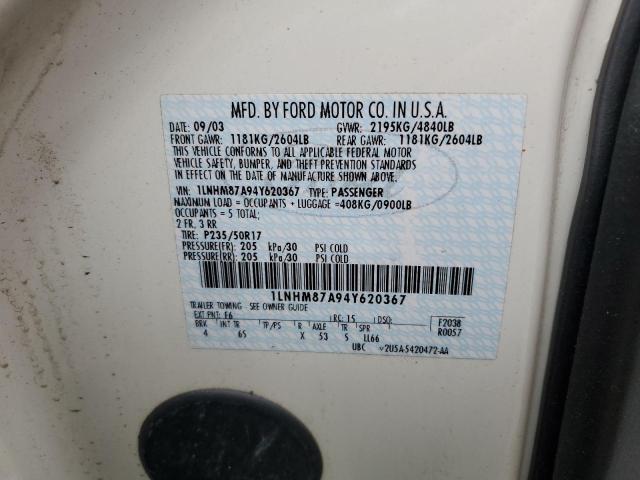 MFD. BY FORD MOTOR CO. IN U.S.A.
DATE: 09/03 GVWR: 2195KG/4840LB
FRONT GAWR: 1181KG/2604LB REAR GAWR: 1181KG/2604LB
THIS VEHICLE CONFORMS TO ALL APPLICABLE FEDERAL MOTOR
VEHICLE SAFETY, BUMPER, AND THEFT PREVENTION STANDARDS
IN EFFECT ON THE DATE OF MANUFACTURE SHOWN ABOVE.
VIN: 1LNHM87A94Y620367 TYPE: PASSENGER
MAXIMUM LOAD = OCCUPANTS + LUGGAGE =408KG/0900LB
OCCUPANTS = 5 TOTAL;
2 FR, 3 RR
TIRE: P235/50R17
PRESSURE(FR) 205 kPa/30 PSI COLD
PRESSURE(RR) 205 kPa/30 PSI COLD
1LNHM87A94Y620367
TRAILER TOWING - SEE OWNER GUIDE
EXT PNT: F6 RC: 15 DSO: F2038
BRK INT TR TP/PS R AXLE TR SPR R0057
4 65 X 53 S LL66
UBC v2U5A-5420472-AA